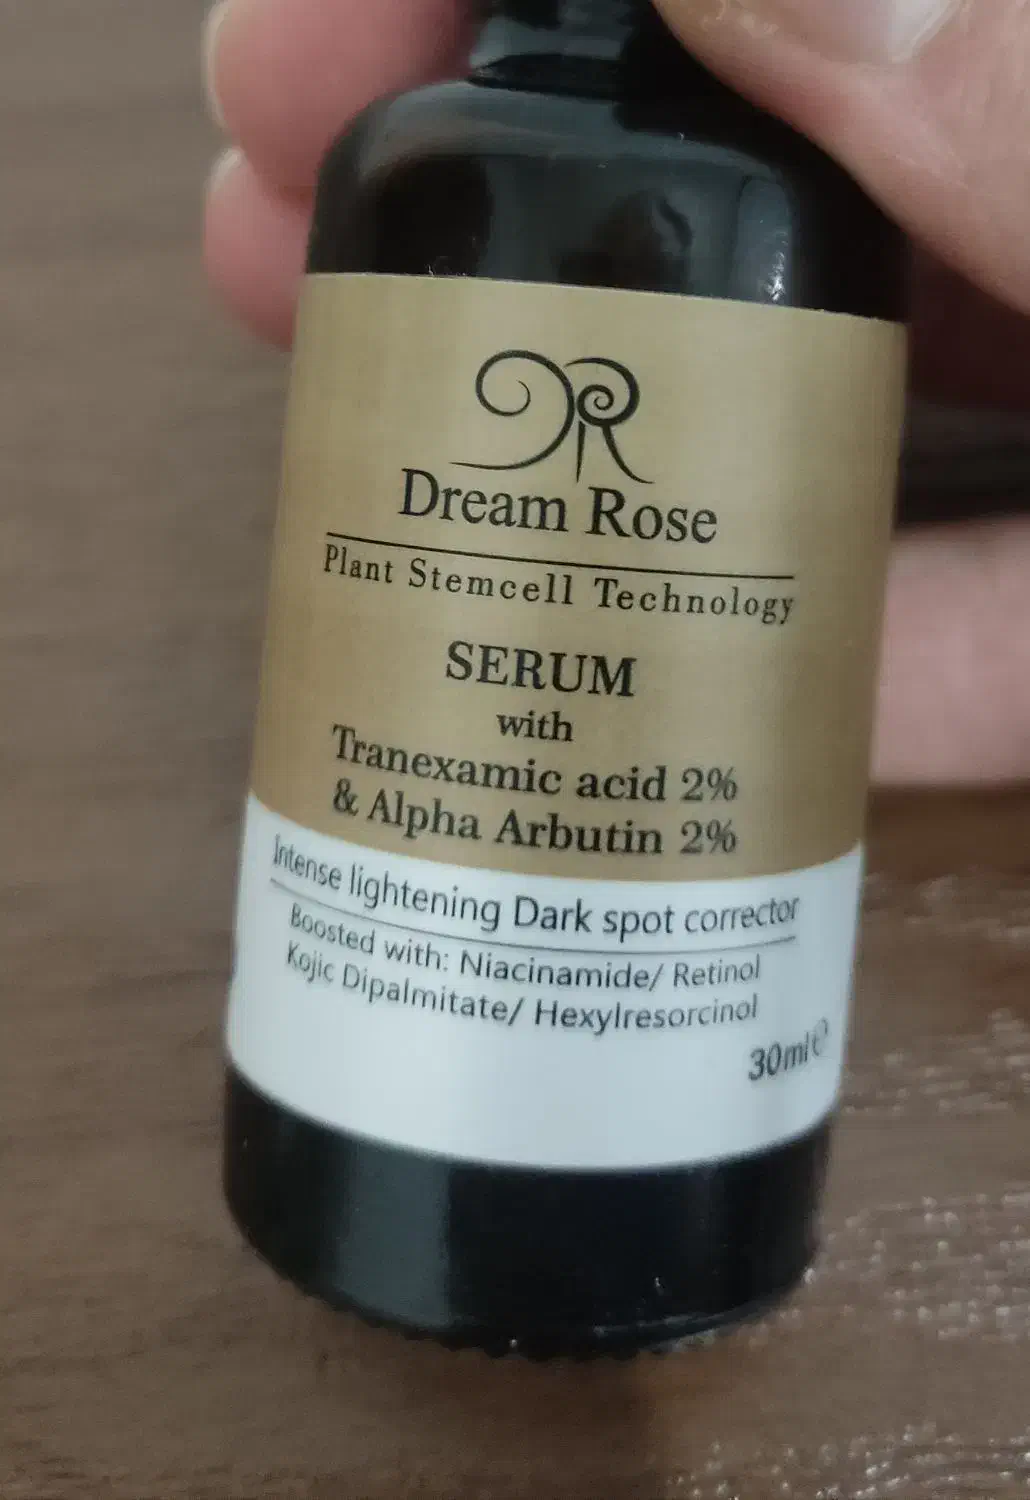 DR
Dream Rose
Plant Stemcell Technology
SERUM
with
Tranexamic acid 2%
& Alpha Arbutin 2%
Intense lightening Dark spot corrector
Boosted with: Niacinamide/ Retinol
Kojic Dipalmitate/ Hexylresorcinol
30ml℮